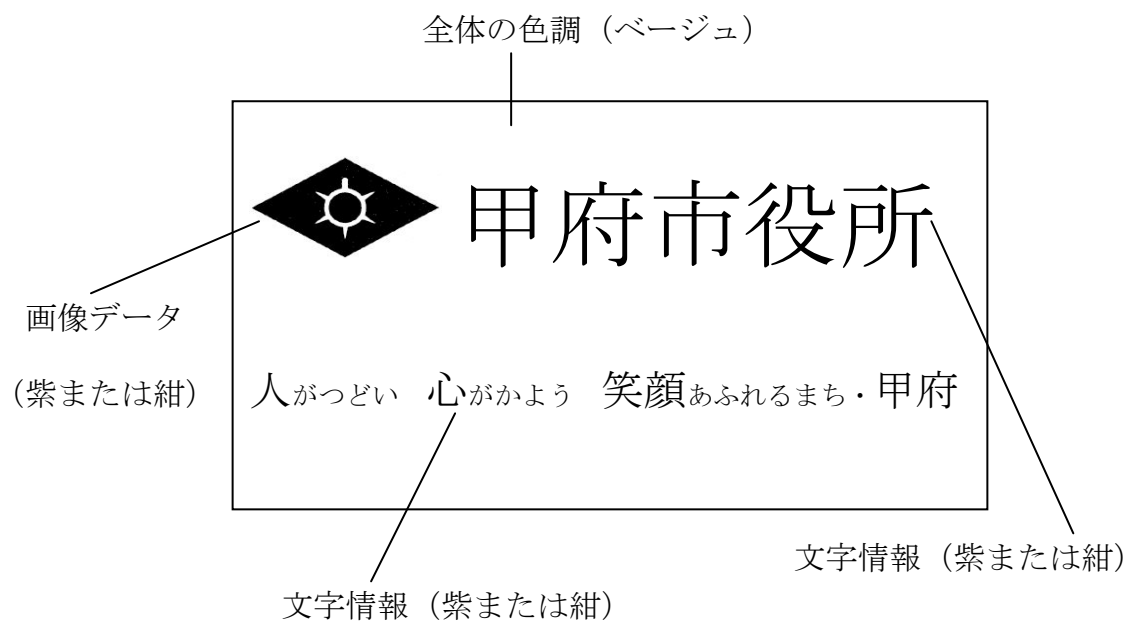 全体の色調（ベージュ）
甲府市役所
画像データ
（紫または紺）
人がつどい　心がかよう　笑顔あふれるまち・甲府
文字情報（紫または紺）
文字情報（紫または紺）